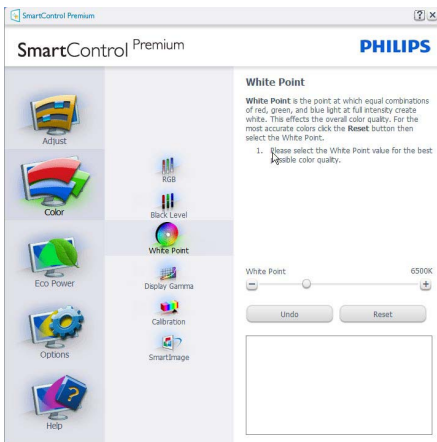 SmartControl Premium
SmartControl Premium
PHILIPS
Adjust
Color
Eco Power
Options
Help
RGB
Black Level
White Point
Display Gamma
Calibration
SmartImage
White Point
White Point is the point at which equal combinations
of red, green, and blue light at full intensity create
white. This effects the overall color quality. For the
most accurate colors click the Reset button then
select the White Point.
1. Please select the White Point value for the best
possible color quality.
White Point 6500K
Undo Reset